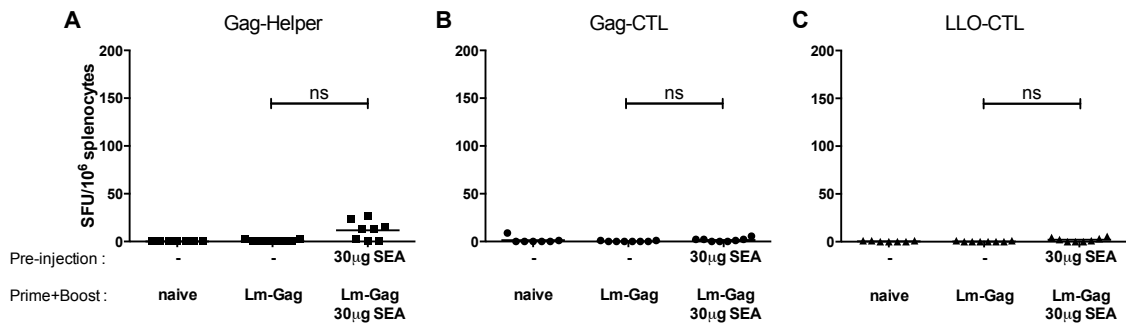 A Gag-Helper B Gag-CTL C LLO-CTL
200 200 200
ns ns ns
150 150 150
100 100 100
50 50 50
0 0 0
SFU/10⁶ splenocytes
Pre-injection : - - 30μg SEA - - 30μg SEA - - 30μg SEA
Prime+Boost : naive Lm-Gag Lm-Gag naive Lm-Gag Lm-Gag naive Lm-Gag Lm-Gag
30μg SEA 30μg SEA 30μg SEA